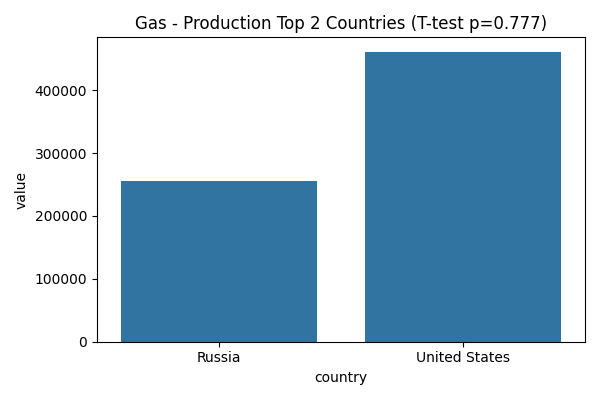 Gas - Production Top 2 Countries (T-test p=0.777)
400000
300000
200000
100000
0
value
Russia
United States
country